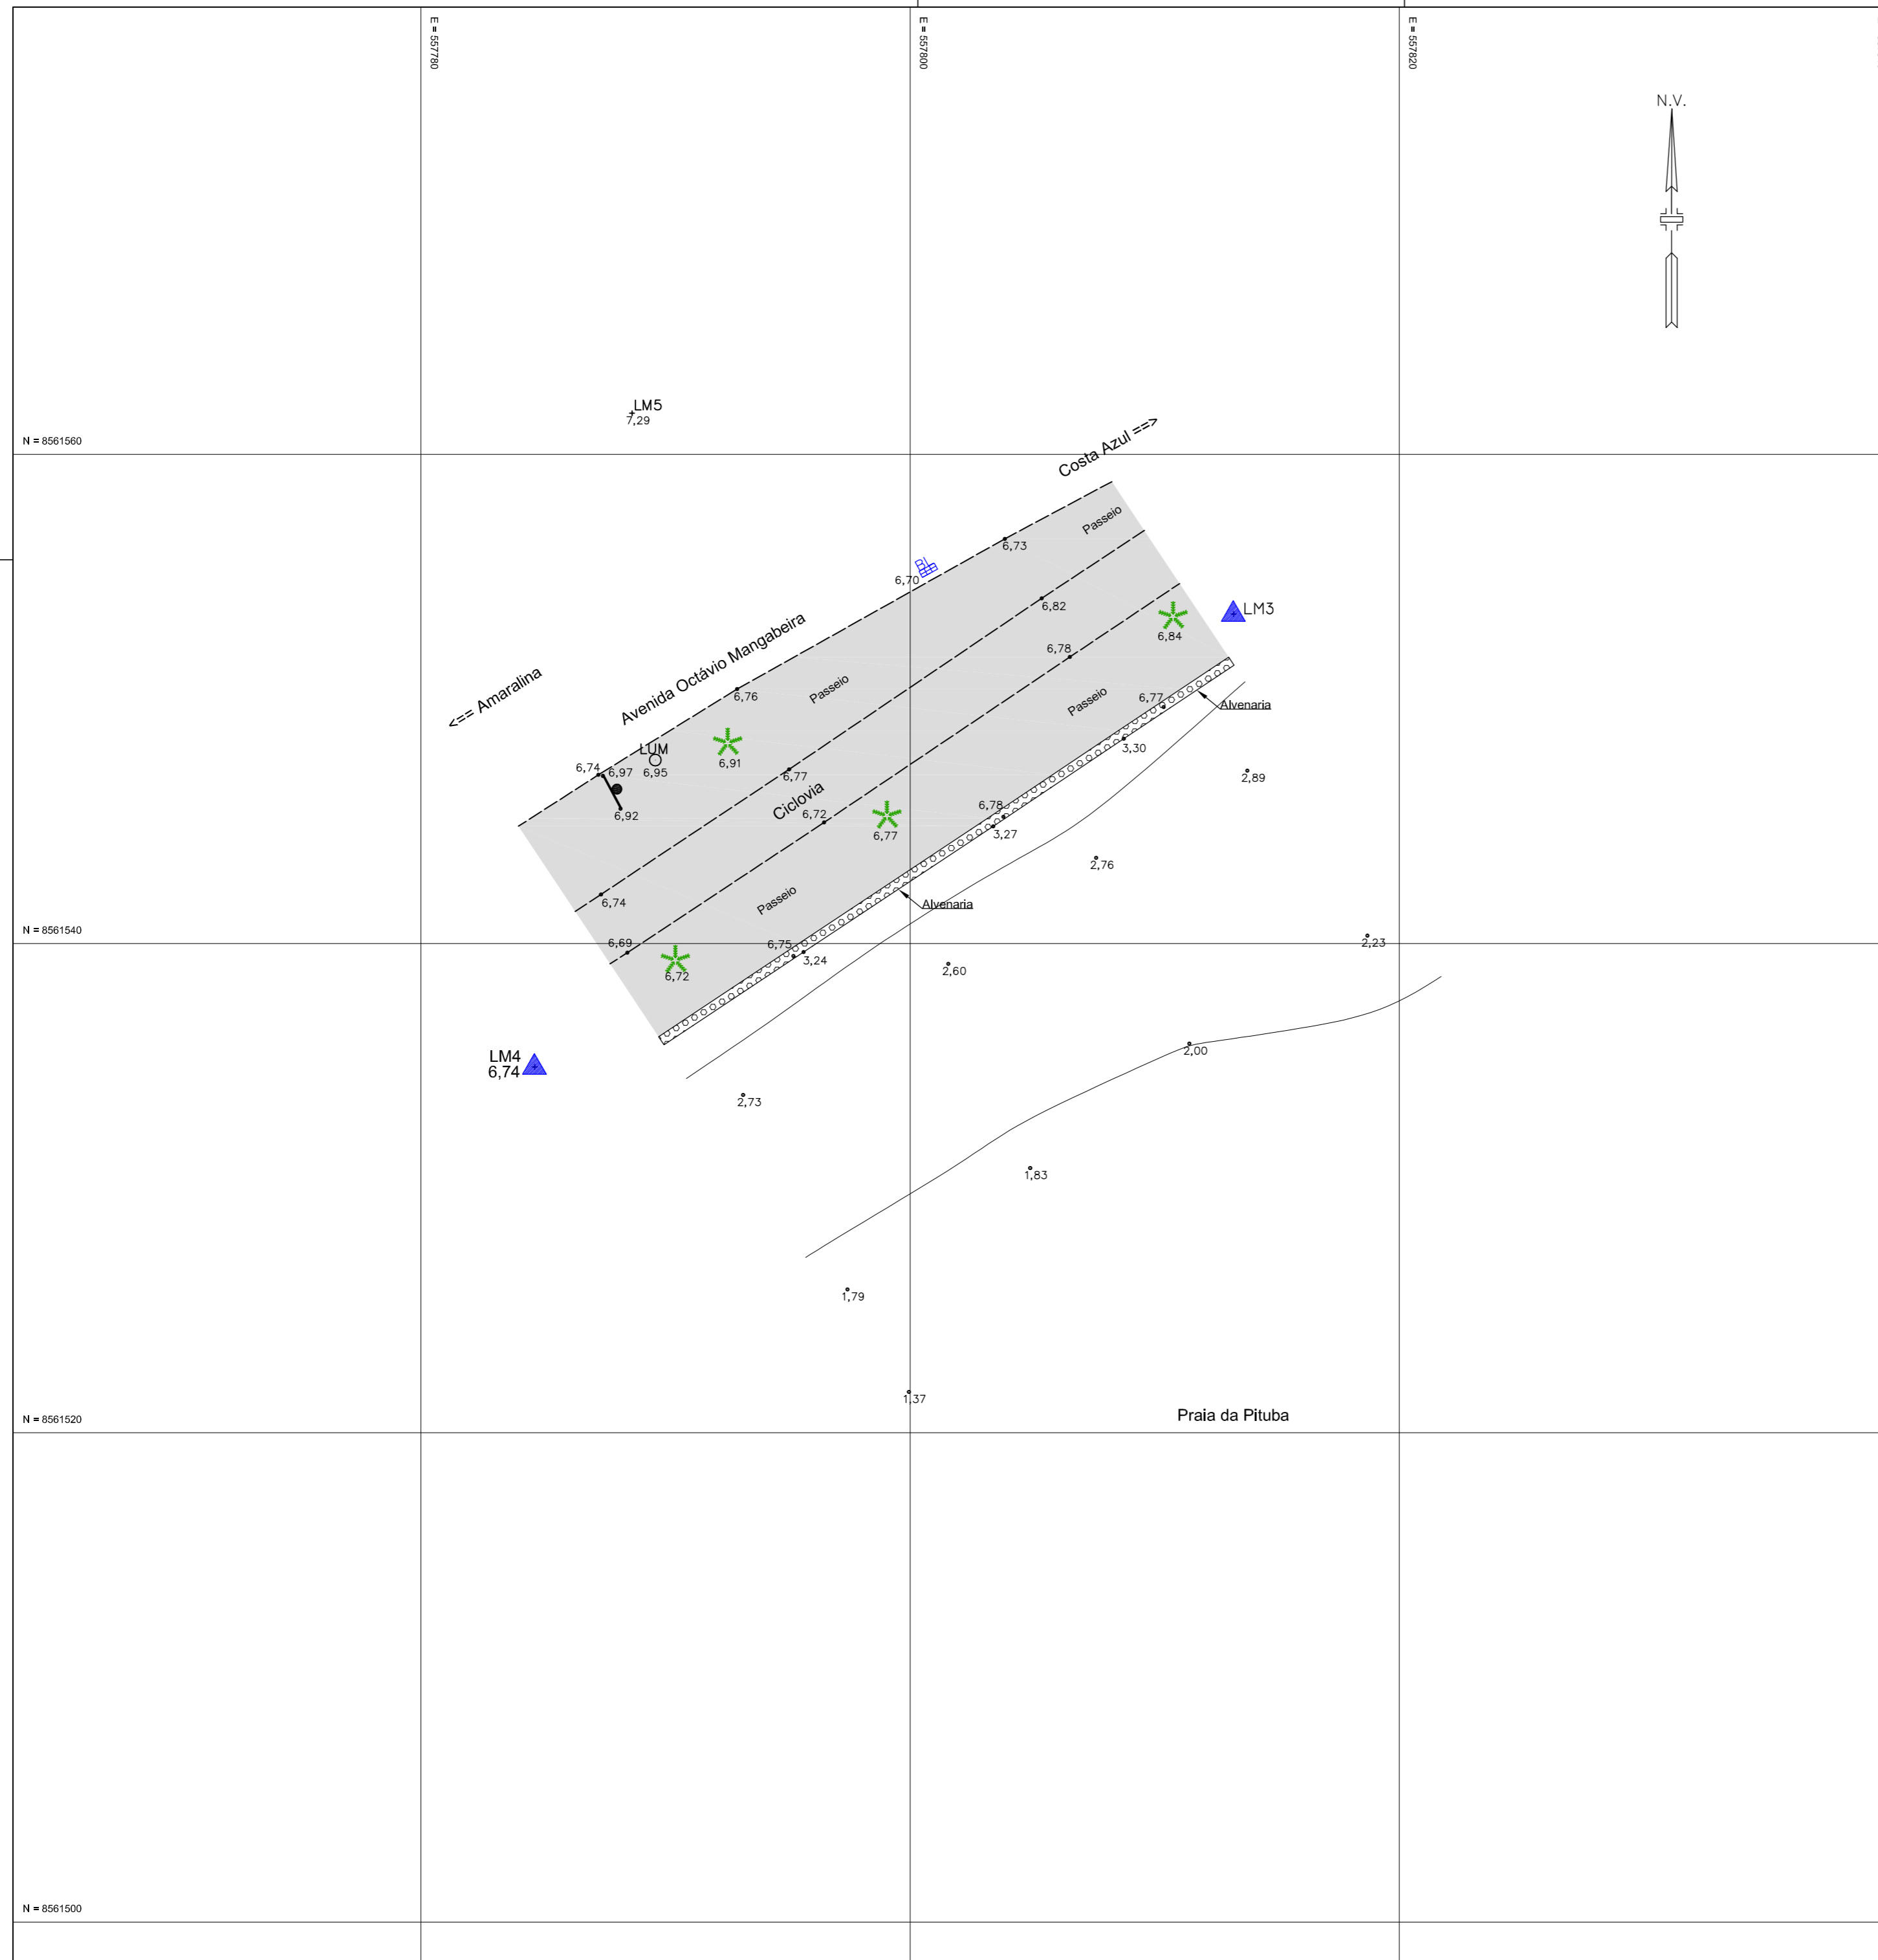 E = 557780
E = 557800
E = 557820
N.V.
LM5
7,29
N = 8561560
Costa Azul ==>
Passeio
6,73
6,70
6,82
LM3
6,84
Avenida Octávio Mangabeira
6,78
<== Amaralina
Passeio
6,76
Passeio
6,77
Alvenaria
LUM
3,30
6,91
6,74
6,97
6,95
6,77
2,89
Ciclovia
6,78
6,92
6,72
6,77
3,27
2,76
Passeio
6,74
Alvenaria
N = 8561540
6,69
6,75
2,23
3,24
6,72
2,60
LM4
6,74
2,00
2,73
1,83
1,79
1,37
Praia da Pituba
N = 8561520
N = 8561500